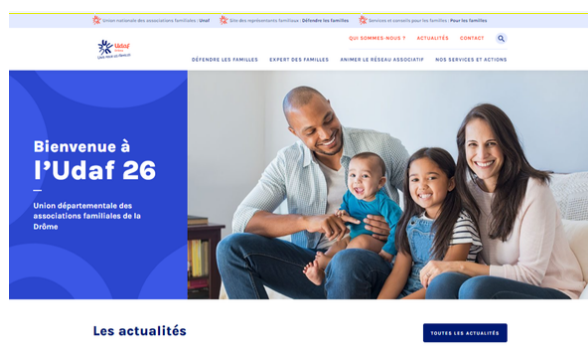 Union nationale des associations familiales : Unaf
Site des représentants familiaux : Défendre les familles
Services et conseils pour les familles : Pour les familles
QUI SOMMES-NOUS ?
ACTUALITÉS
CONTACT
Udaf
DÉFENDRE LES FAMILLES
EXPERT DES FAMILLES
ANIMER LE RÉSEAU ASSOCIATIF
NOS SERVICES ET ACTIONS
Bienvenue à
l'Udaf 26
Union départementale des
associations familiales de la
Drôme
Les actualités
TOUTES LES ACTUALITÉS